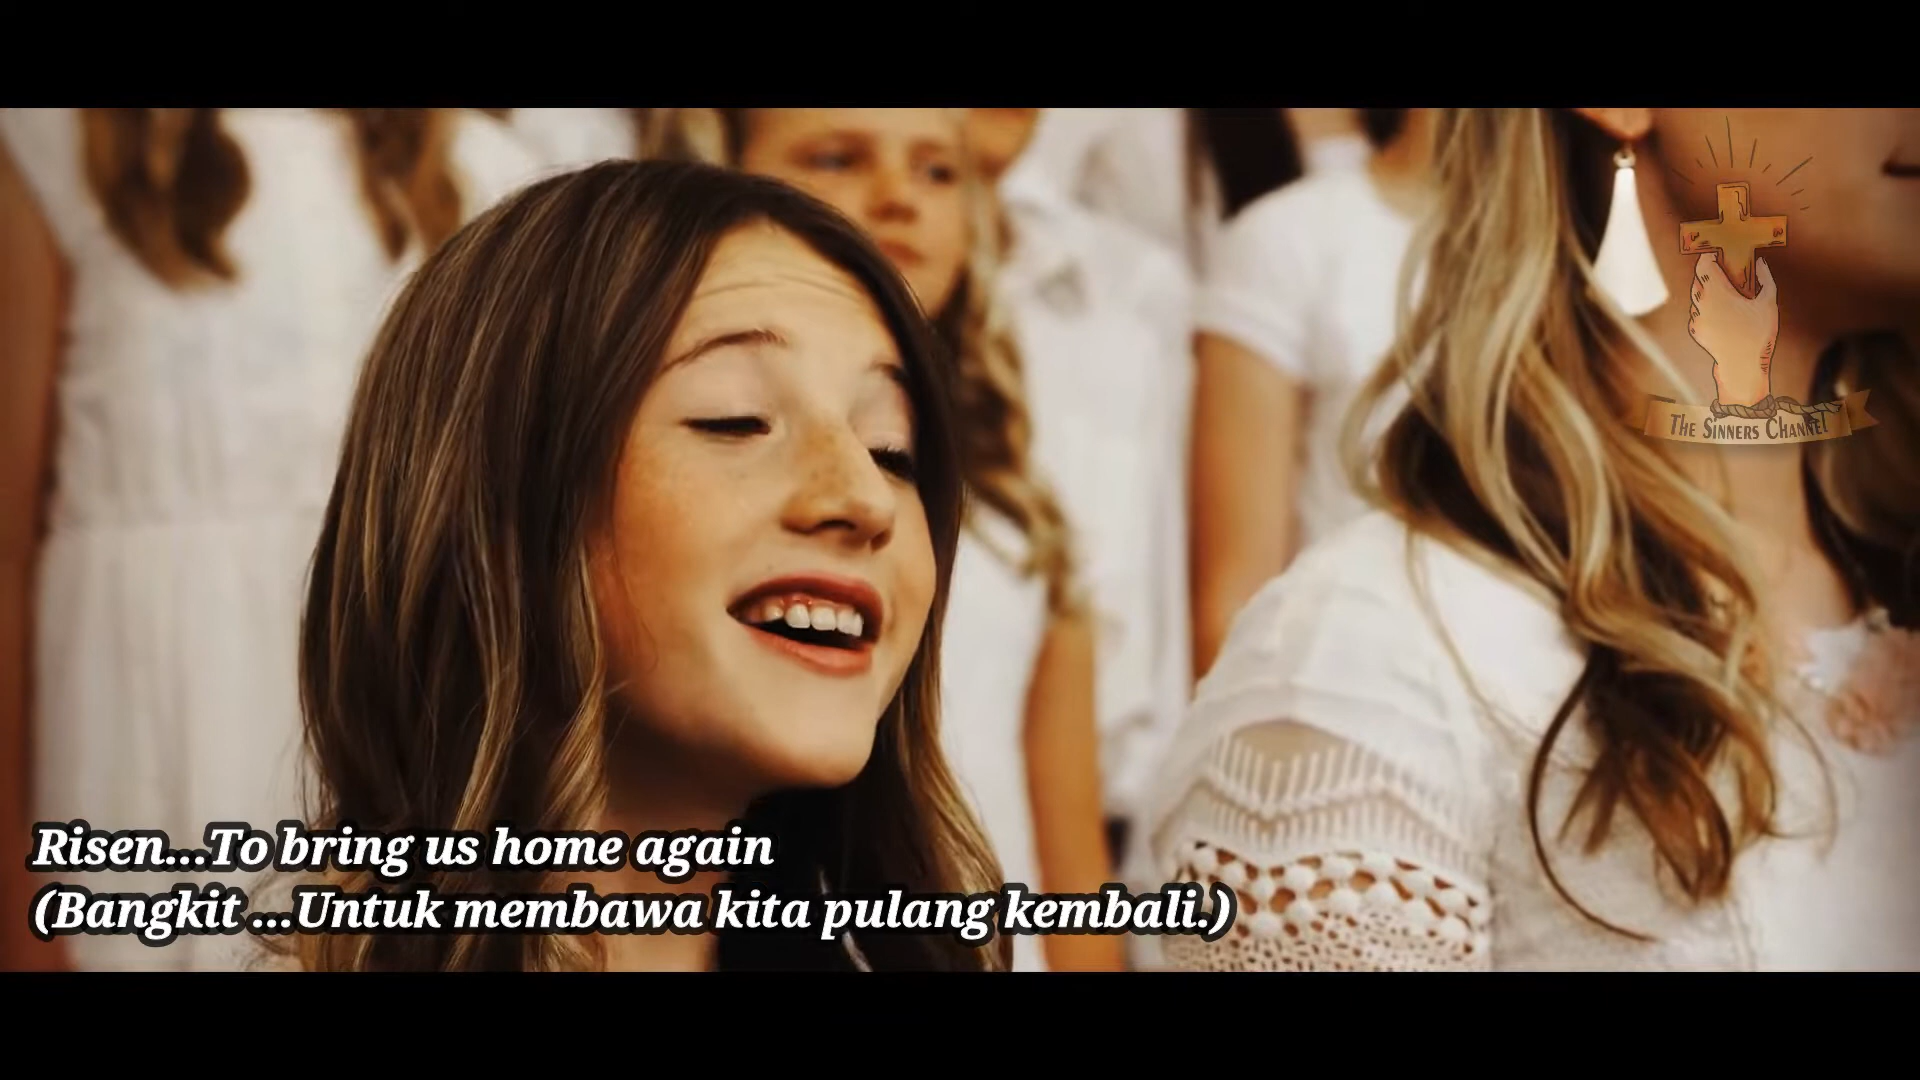 The Sinners Channel
Risen...To bring us home again
(Bangkit ...Untuk membawa kita pulang kembali.)